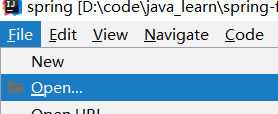 spring [D:\code\java_learn\spring-f
File Edit View Navigate Code
New
Open...